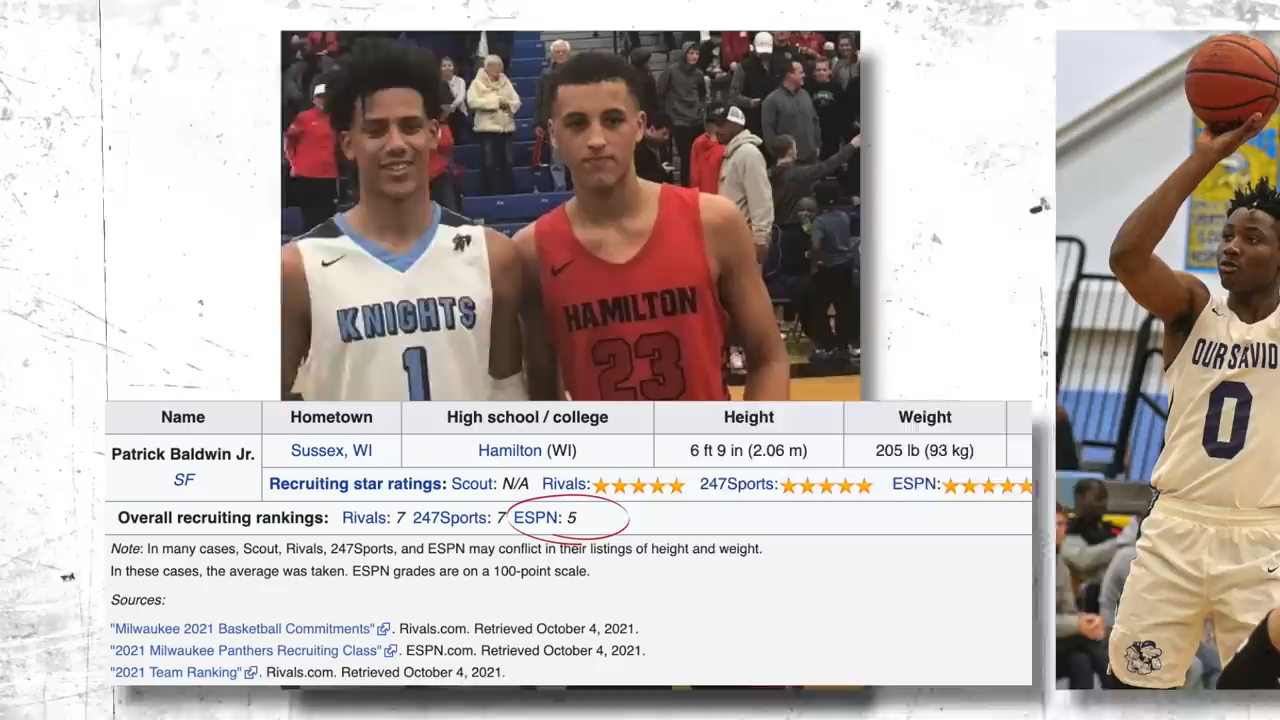 KNIGHTS
1
HAMILTON
23
OUR SAVIO
0
Name Hometown High school / college Height Weight
Patrick Baldwin Jr.
SF
Sussex, WI Hamilton (WI) 6 ft 9 in (2.06 m) 205 lb (93 kg)
Recruiting star ratings: Scout: N/A Rivals: ★★★★★ 247Sports: ★★★★★ ESPN: ★★★★★
Overall recruiting rankings: Rivals: 7 247Sports: 7 ESPN: 5
Note: In many cases, Scout, Rivals, 247Sports, and ESPN may conflict in their listings of height and weight.
In these cases, the average was taken. ESPN grades are on a 100-point scale.
Sources:
"Milwaukee 2021 Basketball Commitments". Rivals.com. Retrieved October 4, 2021.
"2021 Milwaukee Panthers Recruiting Class". ESPN.com. Retrieved October 4, 2021.
"2021 Team Ranking". Rivals.com. Retrieved October 4, 2021.